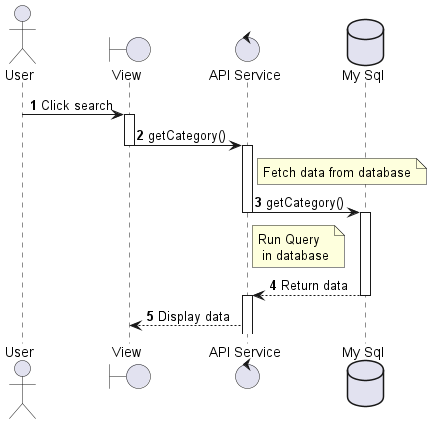 User
View
API Service
My Sql
1 Click search
2 getCategory()
Fetch data from database
3 getCategory()
Run Query
in database
4 Return data
5 Display data
User
View
API Service
My Sql